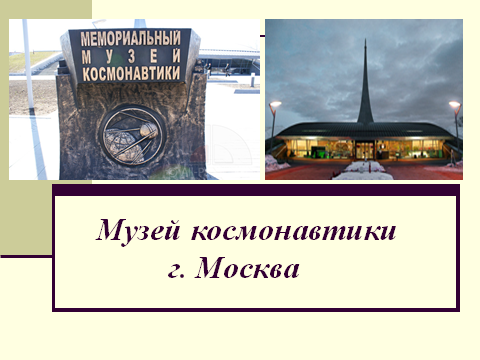 МЕМОРИАЛЬНЫЙ
МУЗЕЙ
КОСМОНАВТИКИ
Музей космонавтики
г. Москва